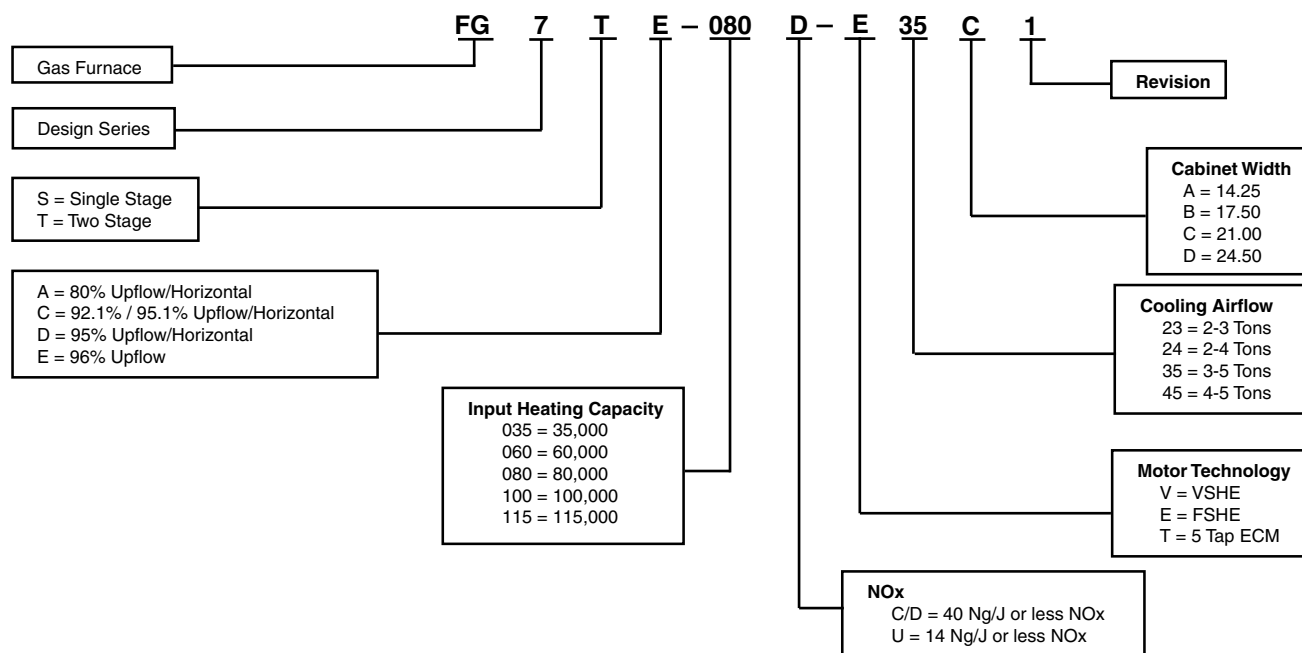 FG 7 T E – 080 D – E 35 C 1
Gas Furnace
Revision
Design Series
S = Single Stage
T = Two Stage
Cabinet Width
A = 14.25
B = 17.50
C = 21.00
D = 24.50
A = 80% Upflow/Horizontal
C = 92.1% / 95.1% Upflow/Horizontal
D = 95% Upflow/Horizontal
E = 96% Upflow
Cooling Airflow
23 = 2-3 Tons
24 = 2-4 Tons
35 = 3-5 Tons
45 = 4-5 Tons
Input Heating Capacity
035 = 35,000
060 = 60,000
080 = 80,000
100 = 100,000
115 = 115,000
Motor Technology
V = VSHE
E = FSHE
T = 5 Tap ECM
NOx
C/D = 40 Ng/J or less NOx
U = 14 Ng/J or less NOx